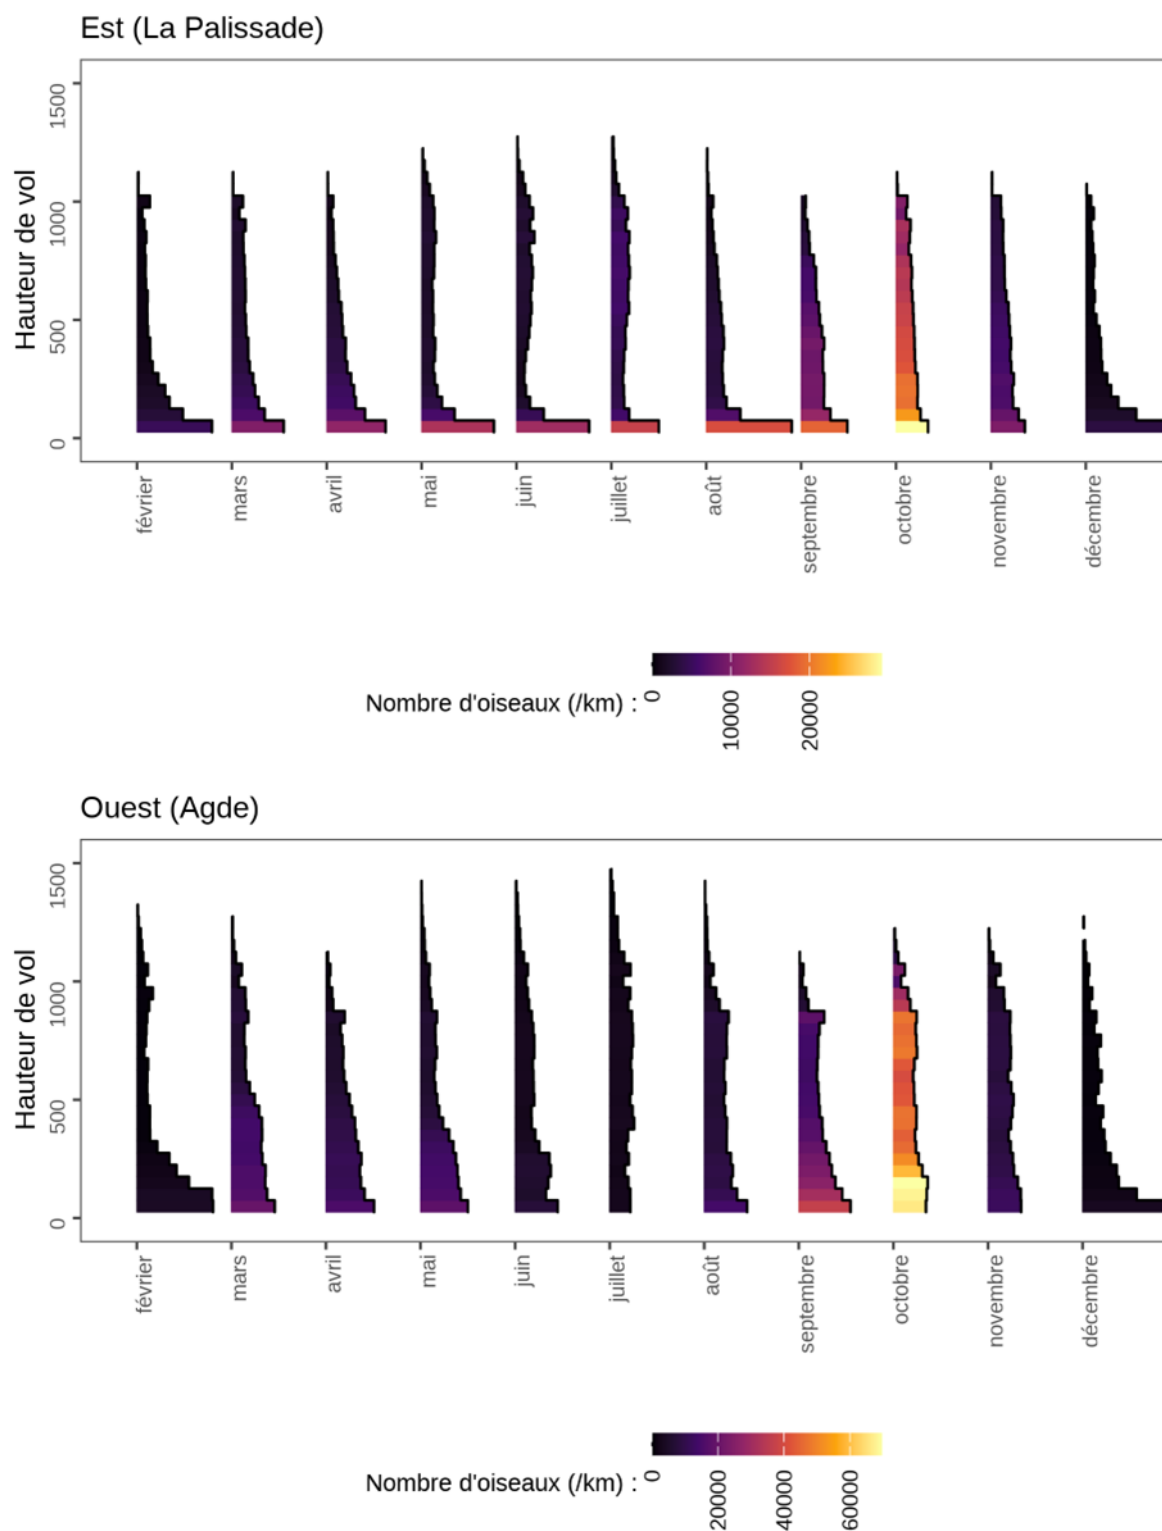 Est (La Palissade)
Hauteur de vol
1500
1000
500
0
février
mars
avril
mai
juin
juillet
août
septembre
octobre
novembre
décembre
Nombre d'oiseaux (/km) :
0
10000
20000
Ouest (Agde)
Hauteur de vol
1500
1000
500
0
février
mars
avril
mai
juin
juillet
août
septembre
octobre
novembre
décembre
Nombre d'oiseaux (/km) :
0
20000
40000
60000